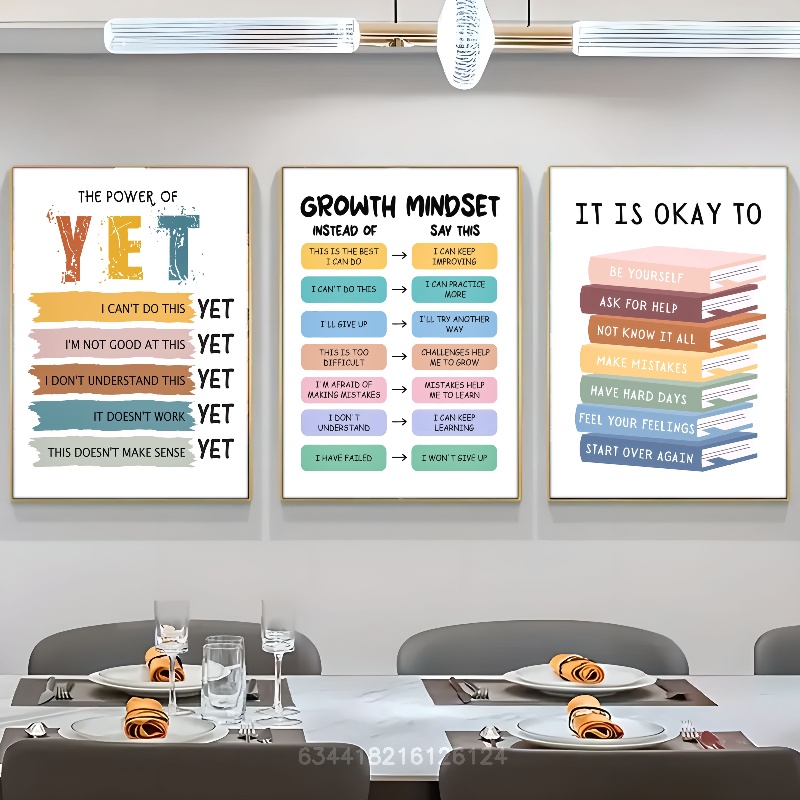 THE POWER OF
YET
I CAN'T DO THIS YET
I'M NOT GOOD AT THIS YET
I DON'T UNDERSTAND THIS YET
IT DOESN'T WORK YET
THIS DOESN'T MAKE SENSE YET
GROWTH MINDSET
INSTEAD OF
SAY THIS
THIS IS THE BEST
I CAN DO
I CAN KEEP
IMPROVING
I CAN'T DO THIS
I CAN PRACTICE
MORE
I'LL GIVE UP
I'LL TRY ANOTHER
WAY
THIS IS TOO
DIFFICULT
CHALLENGES HELP
ME TO GROW
I'M AFRAID OF
MAKING MISTAKES
MISTAKES HELP
ME TO LEARN
I DON'T
UNDERSTAND
I CAN KEEP
LEARNING
I HAVE FAILED
I WON'T GIVE UP
IT IS OKAY TO
BE YOURSELF
ASK FOR HELP
NOT KNOW IT ALL
MAKE MISTAKES
HAVE HARD DAYS
FEEL YOUR FEELINGS
START OVER AGAIN
634418216126124